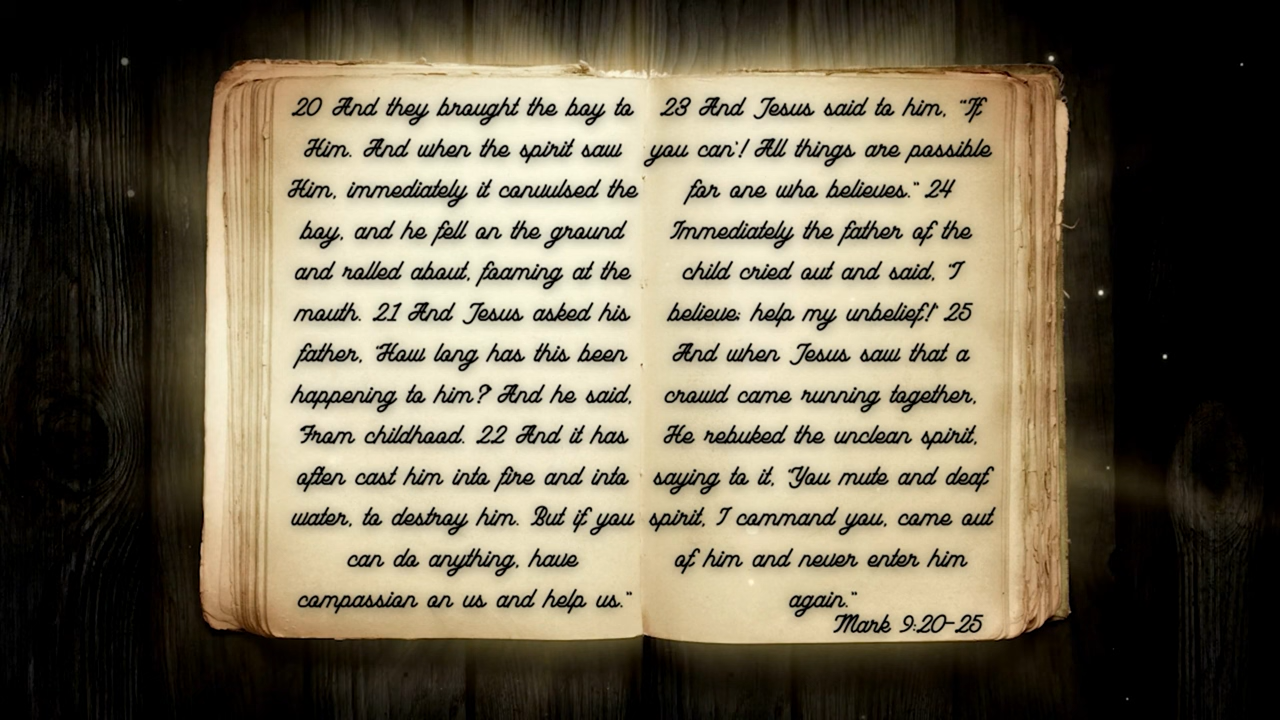 20 And they brought the boy to
Him. And when the spirit saw
Him, immediately it convulsed the
boy, and he fell on the ground
and rolled about, foaming at the
mouth. 21 And Jesus asked his
father, "How long has this been
happening to him? And he said,
"From childhood. 22 And it has
often cast him into fire and into
water, to destroy him. But if you
can do anything, have
compassion on us and help us."
23 And Jesus said to him, "If
you can'! All things are possible
for one who believes." 24
Immediately the father of the
child cried out and said, "I
believe; help my unbelief!" 25
And when Jesus saw that a
crowd came running together,
He rebuked the unclean spirit,
saying to it, "You mute and deaf
spirit, I command you, come out
of him and never enter him
again."
Mark 9:20-25